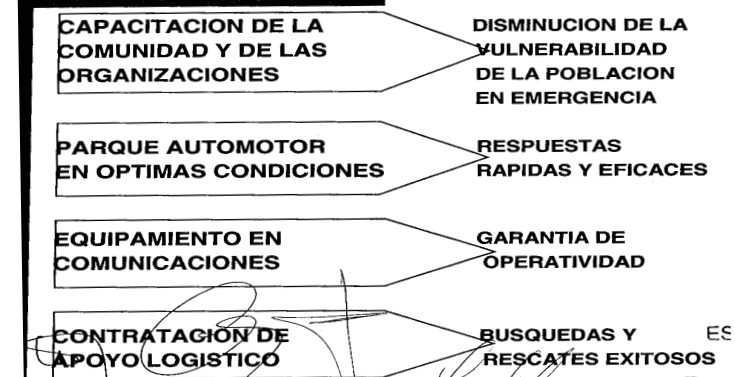 CAPACITACION DE LA
COMUNIDAD Y DE LAS
ORGANIZACIONES
DISMINUCION DE LA
VULNERABILIDAD
DE LA POBLACION
EN EMERGENCIA
PARQUE AUTOMOTOR
EN OPTIMAS CONDICIONES
RESPUESTAS
RAPIDAS Y EFICACES
EQUIPAMIENTO EN
COMUNICACIONES
GARANTIA DE
OPERATIVIDAD
CONTRATACION DE
APOYO LOGISTICO
BUSQUEDAS Y
RESCATES EXITOSOS
ES